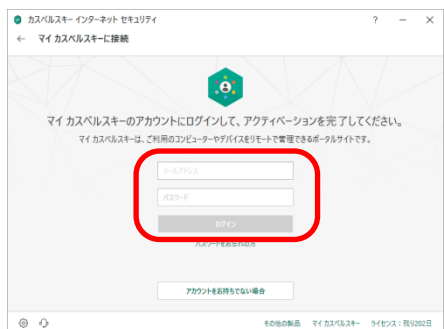 カスペルスキー インターネット セキュリティ
マイ カスペルスキーに接続
マイ カスペルスキーのアカウントにログインして、アクティベーションを完了してください。
マイ カスペルスキーは、ご利用のコンピューターやデバイスをリモートで管理できるポータルサイトです。
メールアドレス
パスワード
ログイン
パスワードをお忘れの方
アカウントをお持ちでない場合
その他の製品 マイ カスペルスキー ライセンス：残り202日